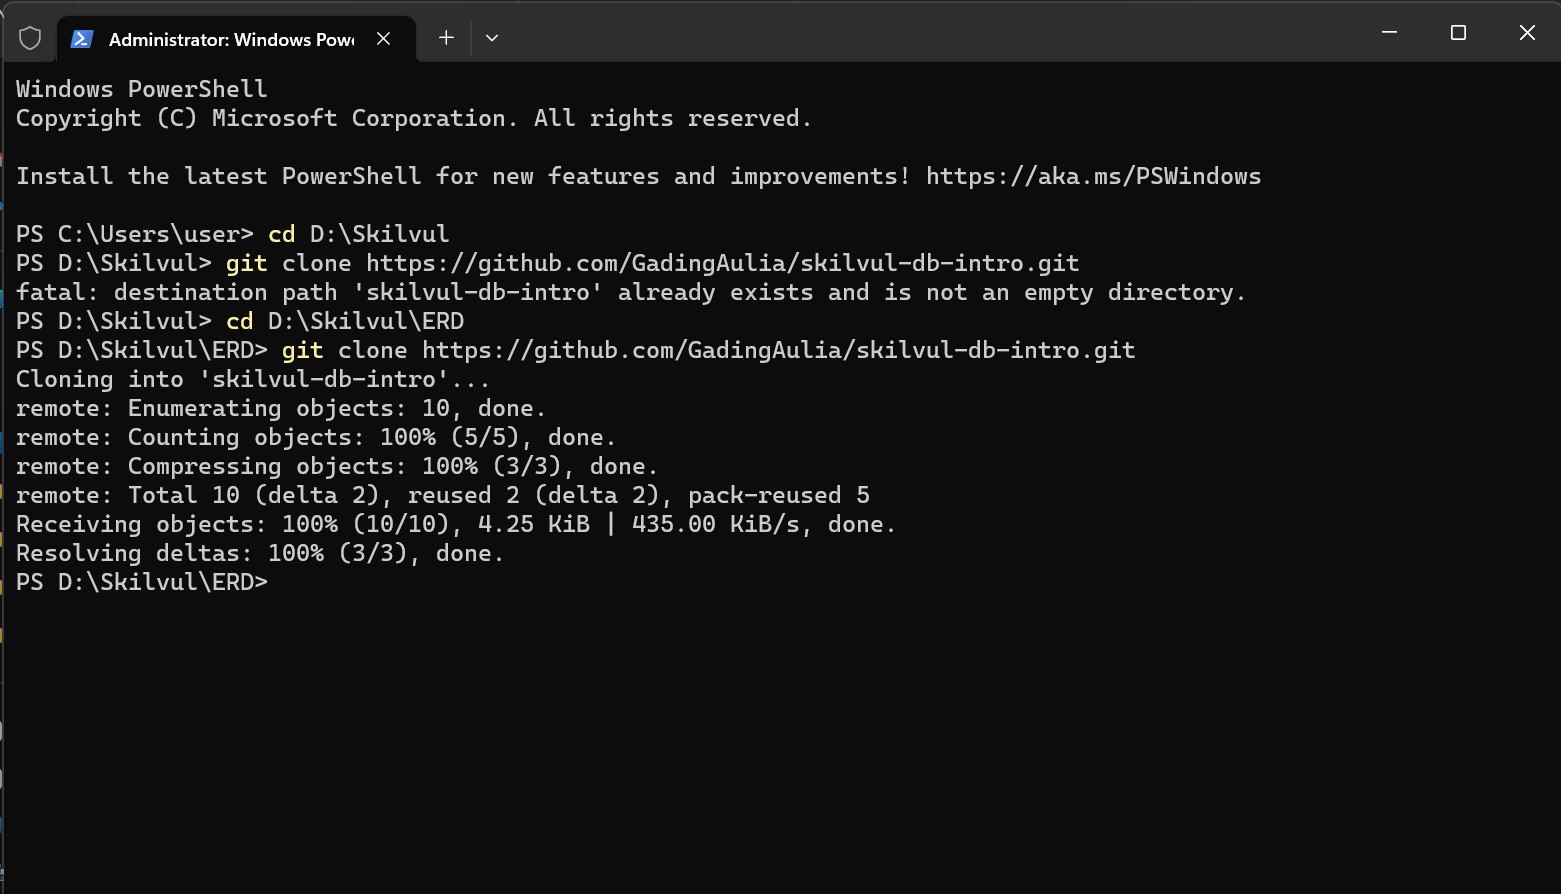 Administrator: Windows Pow
Windows PowerShell
Copyright (C) Microsoft Corporation. All rights reserved.
Install the latest PowerShell for new features and improvements! https://aka.ms/PSWindows
PS C:\Users\user> cd D:\Skilvul
PS D:\Skilvul> git clone https://github.com/GadingAulia/skilvul-db-intro.git
fatal: destination path 'skilvul-db-intro' already exists and is not an empty directory.
PS D:\Skilvul> cd D:\Skilvul\ERD
PS D:\Skilvul\ERD> git clone https://github.com/GadingAulia/skilvul-db-intro.git
Cloning into 'skilvul-db-intro'...
remote: Enumerating objects: 10, done.
remote: Counting objects: 100% (5/5), done.
remote: Compressing objects: 100% (3/3), done.
remote: Total 10 (delta 2), reused 2 (delta 2), pack-reused 5
Receiving objects: 100% (10/10), 4.25 KiB | 435.00 KiB/s, done.
Resolving deltas: 100% (3/3), done.
PS D:\Skilvul\ERD>